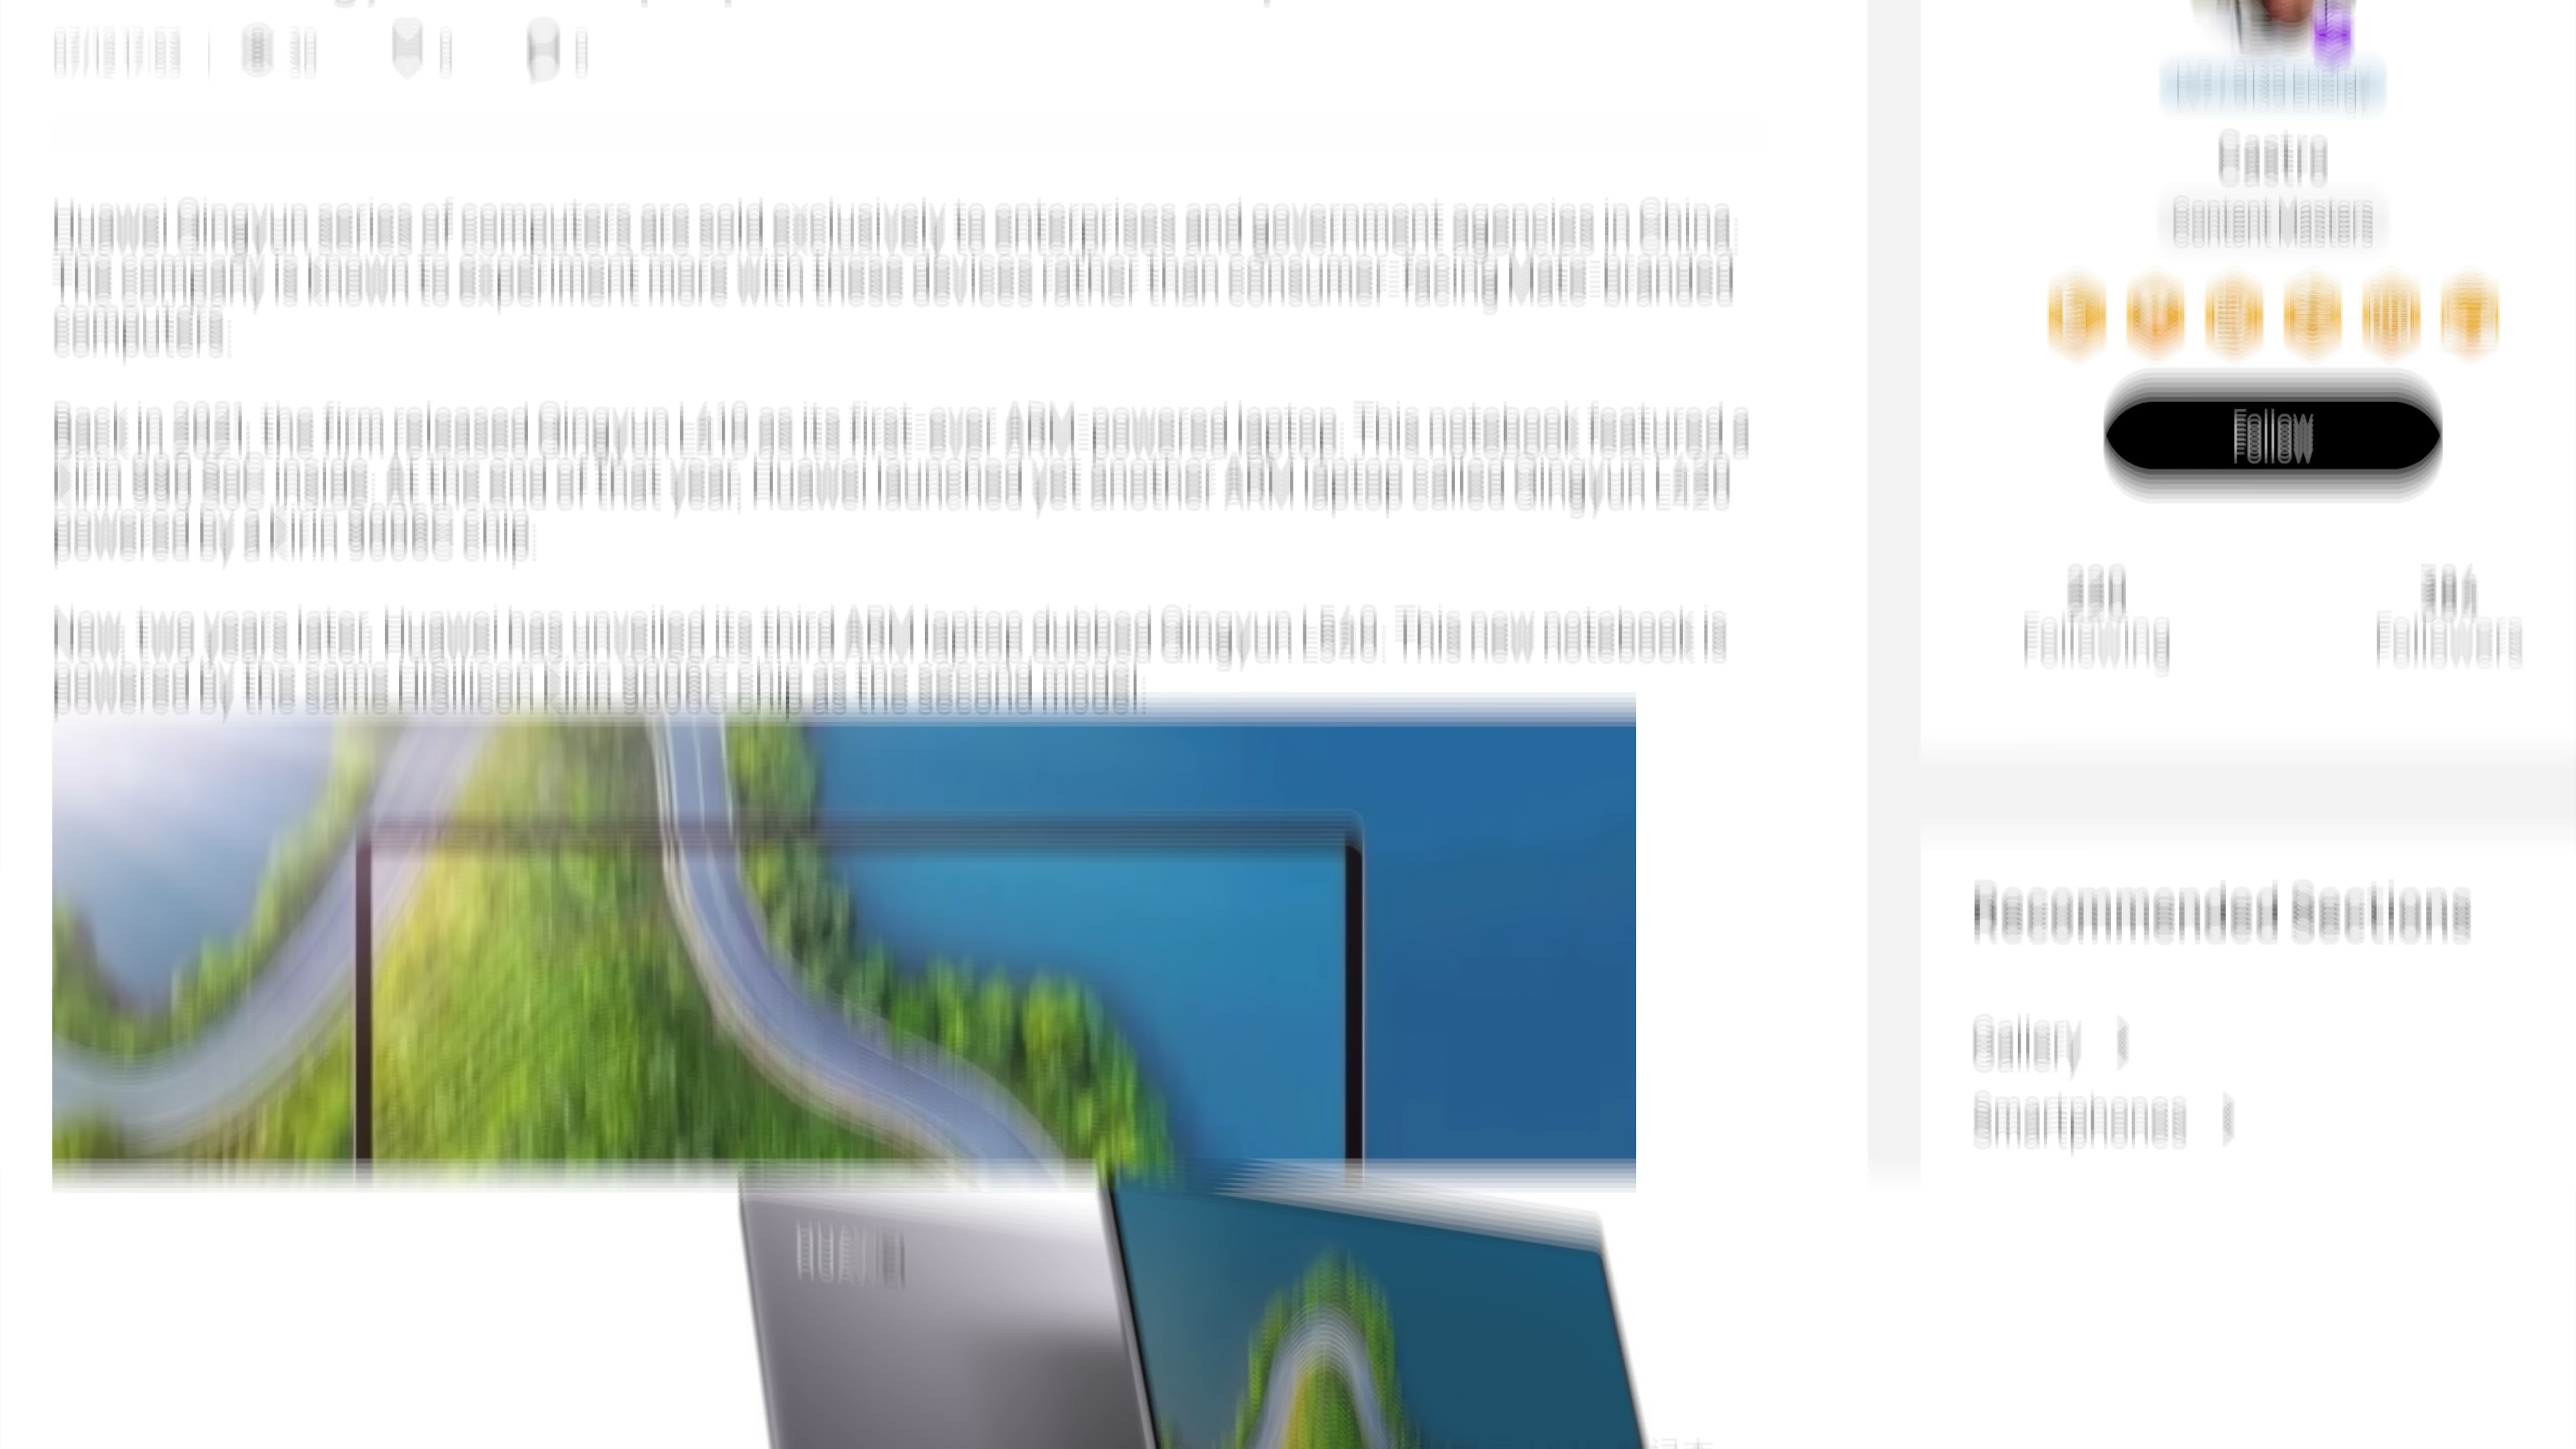 Huawei Qingyun series of computers are sold exclusively to enterprises and government agencies in China.
The company is known to experiment more with these devices rather than consumer-facing Mate-branded
computers.
Back in 2021, the firm released Qingyun L410 as its first-ever ARM-powered laptop. This notebook featured a
Kirin 990 SoC inside. At the end of that year, Huawei launched yet another ARM laptop called Qingyun L420
powered by a Kirin 9006C chip.
Now, two years later, Huawei has unveiled its third ARM laptop dubbed Qingyun L540. This new notebook is
powered by the same HiSilicon Kirin 9006C chip as the second model.
HUAWEI
Castro
Content Masters
Follow
Following
Followers
Recommended Sections
Gallery
Smartphones